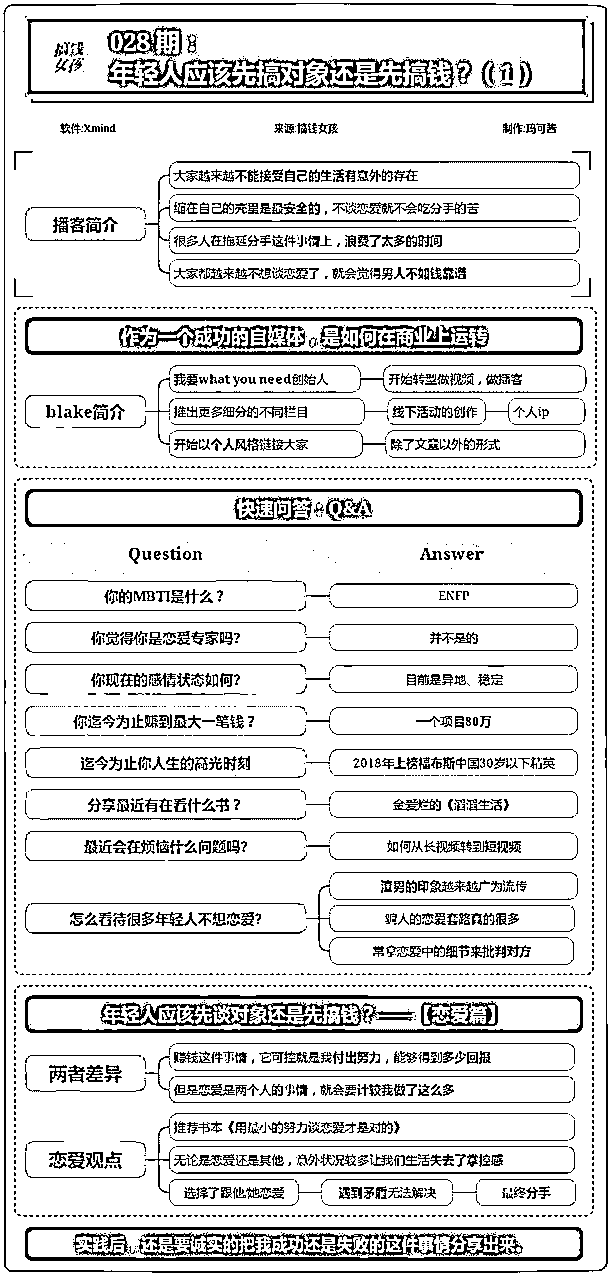 搞钱
女孩
028期：
年轻人应该先搞对象还是先搞钱？（1）
软件:Xmind
来源:搞钱女孩
制作:玛可酱
播客简介
大家越来越不能接受自己的生活有意外的存在
缩在自己的壳里是最安全的，不谈恋爱就不会吃分手的苦
很多人在拖延分手这件事情上，浪费了太多的时间
大家都越来越不想谈恋爱了，就会觉得男人不如钱靠谱
作为一个成功的自媒体，是如何在商业上运转
blake简介
我要what you need创始人
开始转型做视频，做播客
推出更多细分的不同栏目
线下活动的创作
个人ip
开始以个人风格链接大家
除了文章以外的形式
快速问答：Q&A
Question
Answer
你的MBTI是什么？
ENFP
你觉得你是恋爱专家吗?
并不是的
你现在的感情状态如何?
目前是异地、稳定
你迄今为止赚到最大一笔钱？
一个项目80万
迄今为止你人生的高光时刻
2018年上榜福布斯中国30岁以下精英
分享最近有在看什么书？
金爱烂的《滔滔生活》
最近会在烦恼什么问题吗?
如何从长视频转到短视频
怎么看待很多年轻人不想恋爱?
渣男的印象越来越广为流传
骗人的恋爱套路真的很多
常拿恋爱中的细节来批判对方
年轻人应该先谈对象还是先搞钱？——【恋爱篇】
两者差异
赚钱这件事情，它可控就是我付出努力，能够得到多少回报
但是恋爱是两个人的事情，就会要计较我做了这么多
恋爱观点
推荐书本《用最小的努力谈恋爱才是对的》
无论是恋爱还是其他，意外状况较多让我们生活失去了掌控感
选择了跟他/她恋爱
遇到矛盾无法解决
最终分手
实践后，还是要诚实的把我成功还是失败的这件事情分享出来。